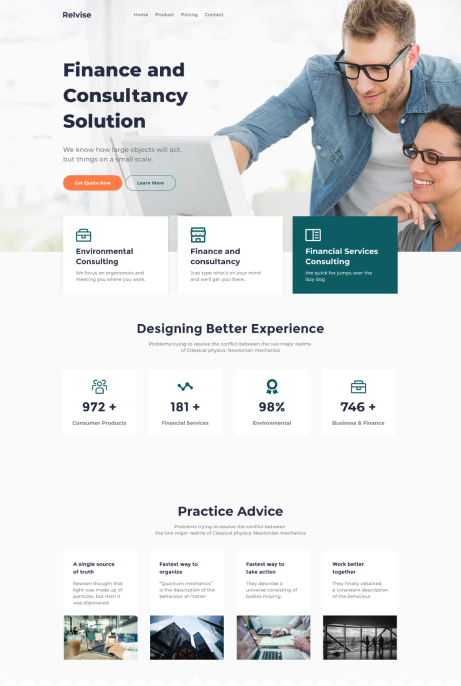 Relvise
Home Product Pricing Contact
Finance and
Consultancy
Solution
We know how large objects will act,
but things on a small scale.
Get Quote Now
Learn More
Environmental
Consulting
We focus on ergonomics and
meeting you where you work.
Finance and
consultancy
Just type what's on your mind
and we'll get you there.
Financial Services
Consulting
the quick fox jumps over the
lazy dog
Designing Better Experience
Problems trying to resolve the conflict between the two major realms
of Classical physics: Newtonian mechanics
972 +
Consumer Products
181 +
Financial Services
98%
Environmental
746 +
Business & Finance
Practice Advice
Problems trying to resolve the conflict between
the two major realms of Classical physics: Newtonian mechanics
A single source
of truth
Newton thought that
light was made up of
particles, but then it
was discovered
Fastest way to
organize
"Quantum mechanics"
is the description of the
behaviour of matter
Fastest way to
take action
They describe a
universe consisting of
bodies moving
Work better
together
They finally obtained
a consistent description
of the behaviour